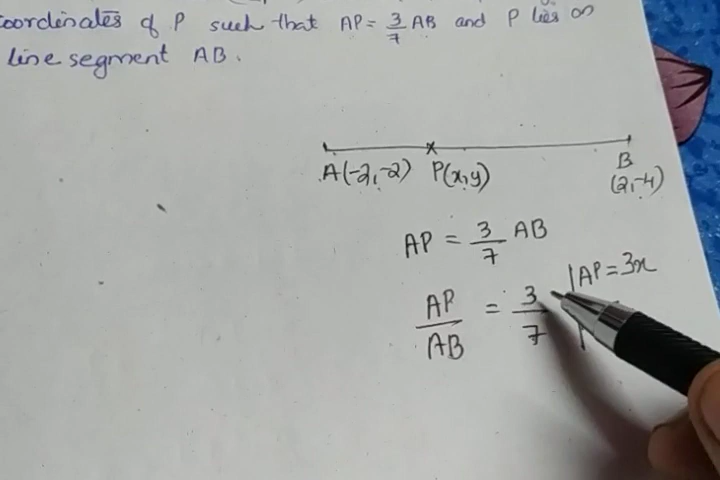 coordinates of P such that AP = 3/7 AB and P lies on
line segment AB.
A(-2,-2) P(x,y) B
(2,-4)
AP = 3/7 AB
AP/AB = 3/7
AP = 3x